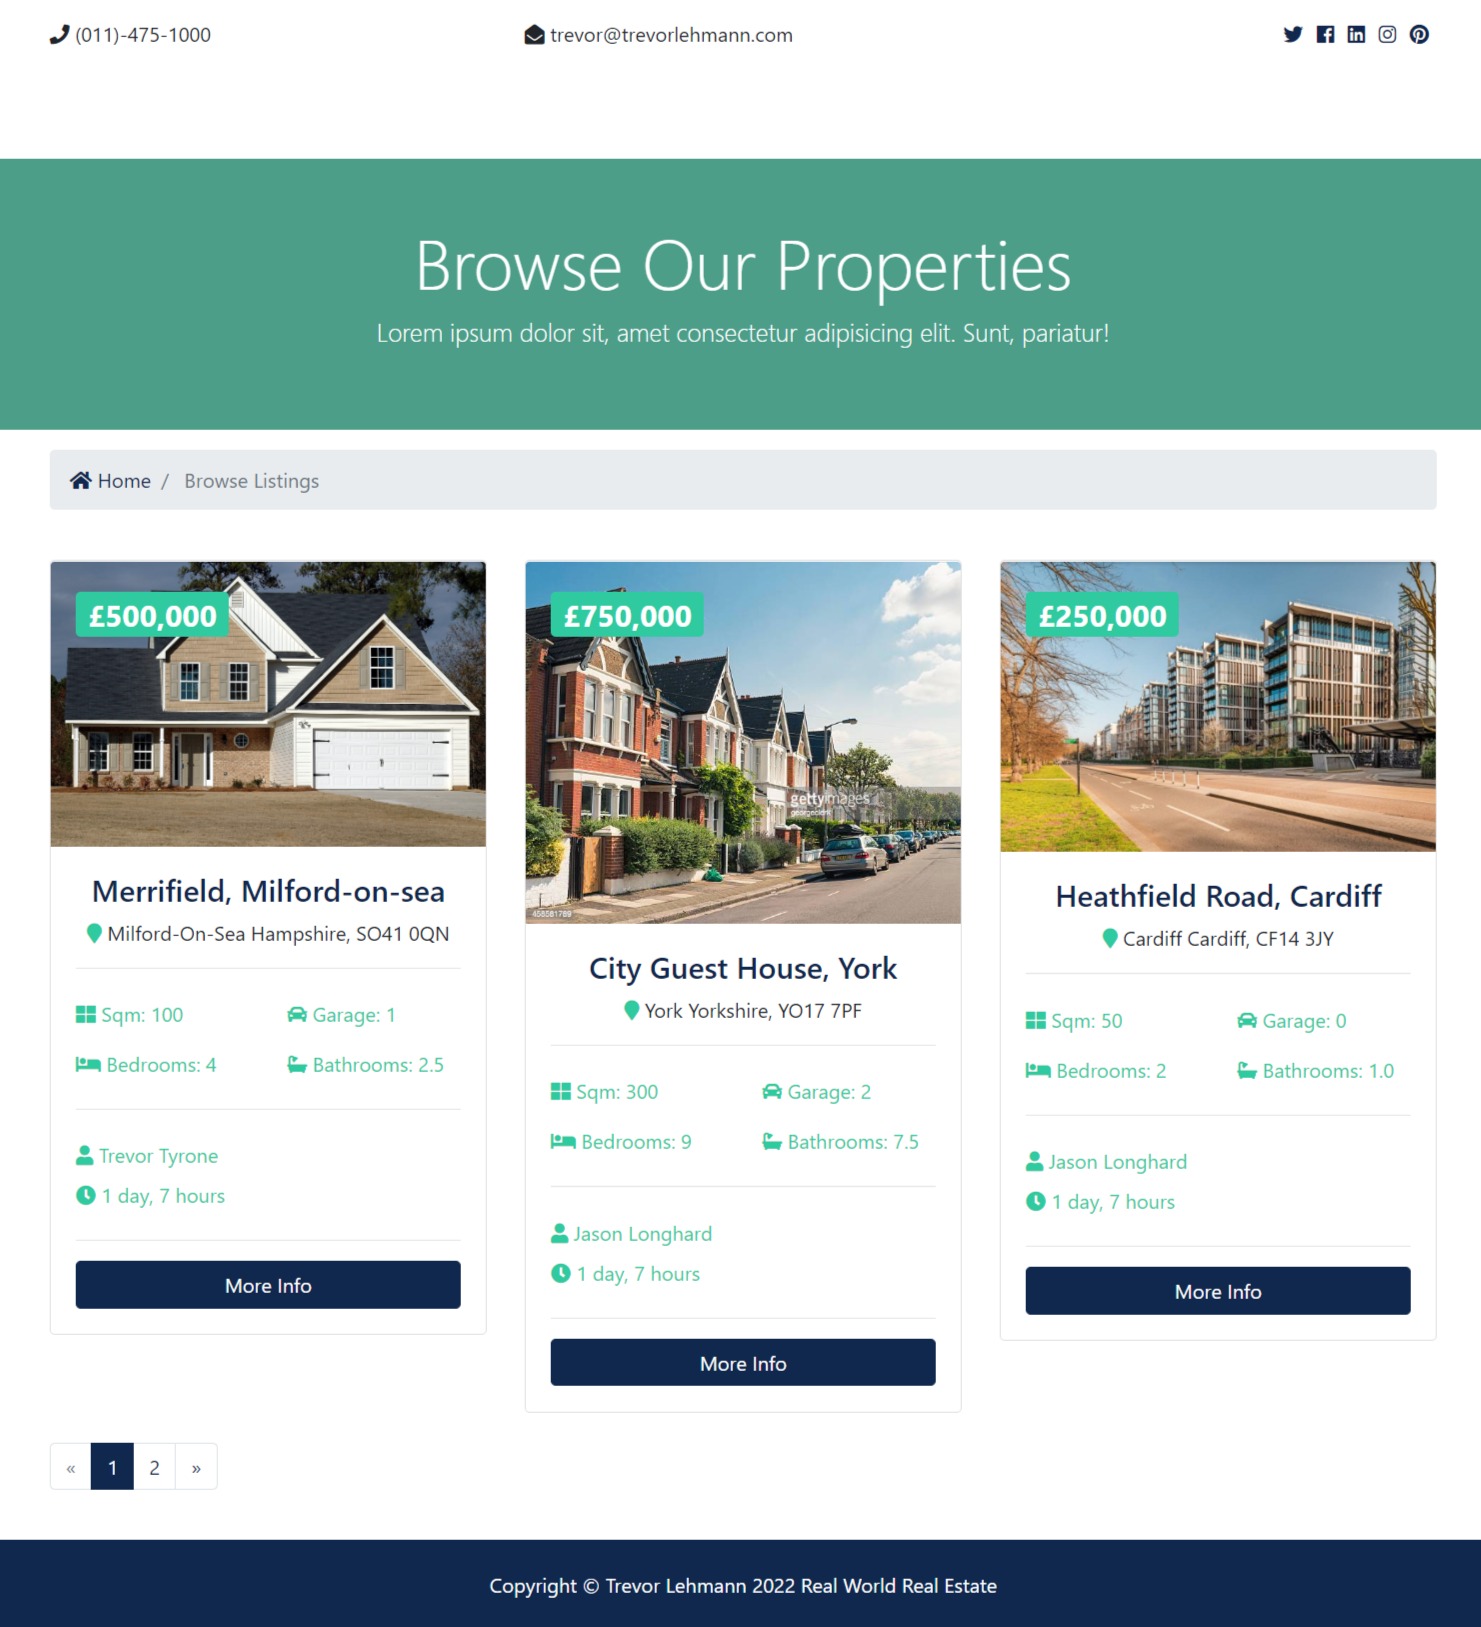 (011)-475-1000
trevor@trevorlehmann.com
Browse Our Properties
Lorem ipsum dolor sit, amet consectetur adipisicing elit. Sunt, pariatur!
Home / Browse Listings
£500,000
Merrifield, Milford-on-sea
Milford-On-Sea Hampshire, SO41 0QN
Sqm: 100
Garage: 1
Bedrooms: 4
Bathrooms: 2.5
Trevor Tyrone
1 day, 7 hours
More Info
£750,000
gettyimages
georgeclerk
458581789
City Guest House, York
York Yorkshire, YO17 7PF
Sqm: 300
Garage: 2
Bedrooms: 9
Bathrooms: 7.5
Jason Longhard
1 day, 7 hours
More Info
£250,000
Heathfield Road, Cardiff
Cardiff Cardiff, CF14 3JY
Sqm: 50
Garage: 0
Bedrooms: 2
Bathrooms: 1.0
Jason Longhard
1 day, 7 hours
More Info
« 1 2 »
Copyright © Trevor Lehmann 2022 Real World Real Estate